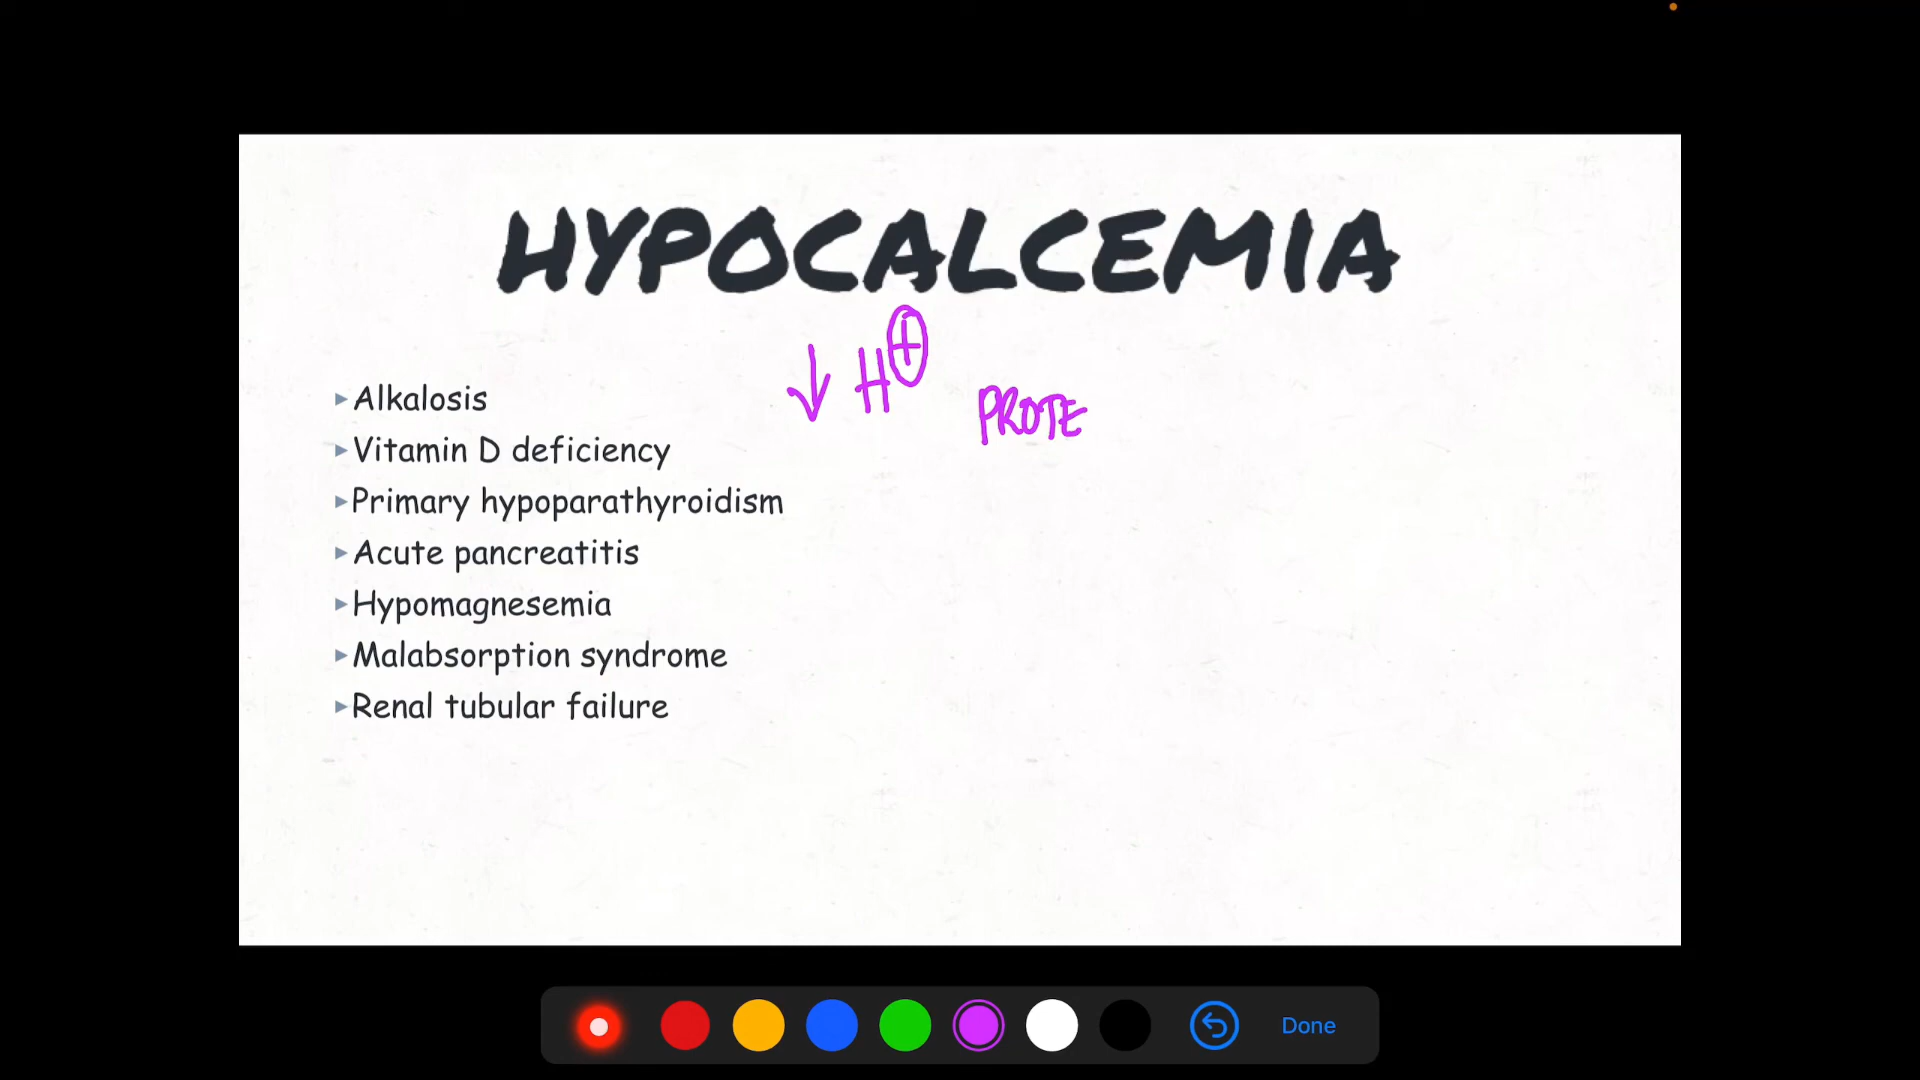 HYPOCALCEMIA
↓ H⊕
PROTE
▸Alkalosis
▸Vitamin D deficiency
▸Primary hypoparathyroidism
▸Acute pancreatitis
▸Hypomagnesemia
▸Malabsorption syndrome
▸Renal tubular failure
Done